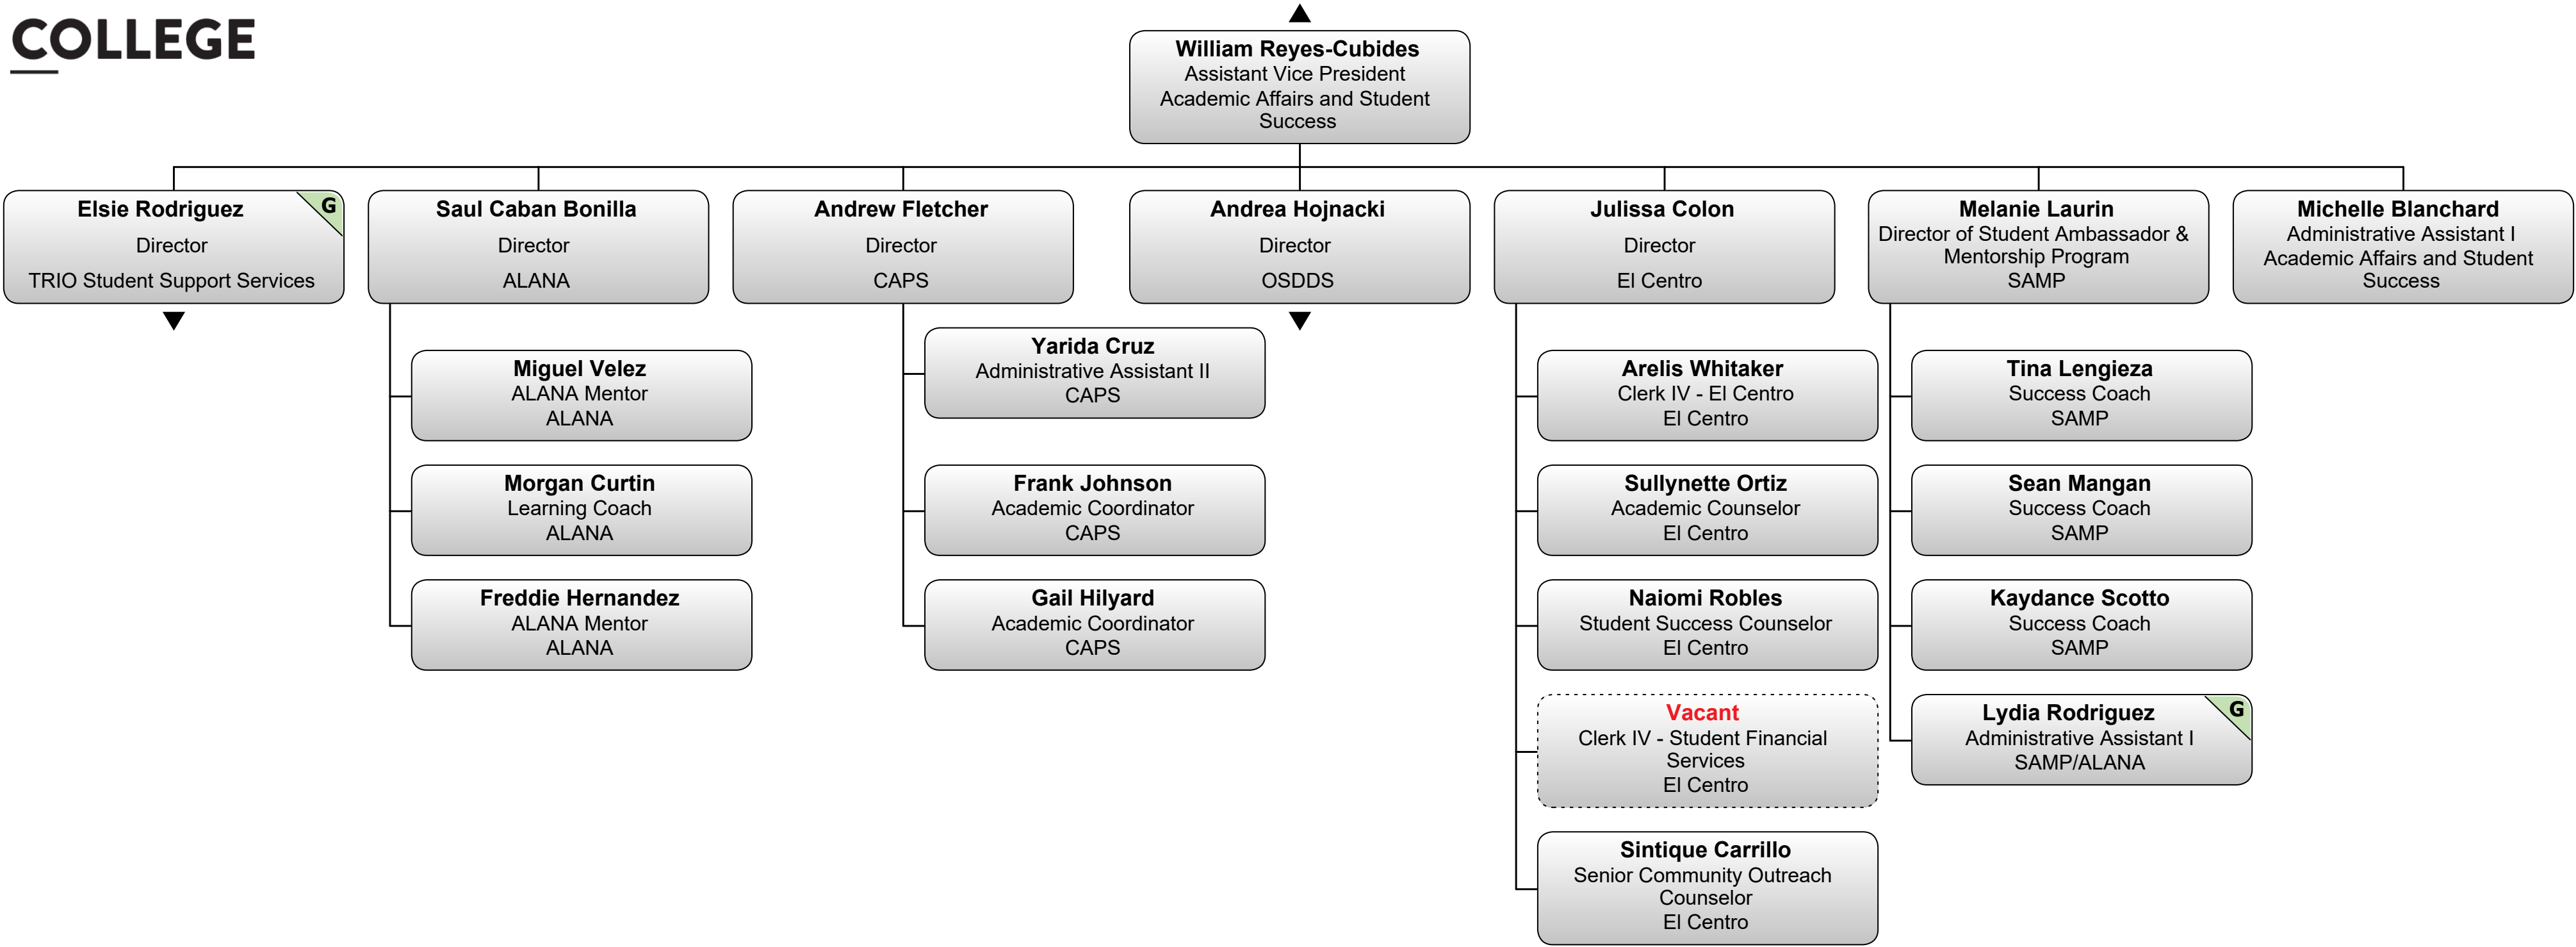 COLLEGE
William Reyes-Cubides
Assistant Vice President
Academic Affairs and Student
Success
Elsie Rodriguez
G
Director
TRIO Student Support Services
Saul Caban Bonilla
Director
ALANA
Andrew Fletcher
Director
CAPS
Andrea Hojnacki
Director
OSDDS
Julissa Colon
Director
El Centro
Melanie Laurin
Director of Student Ambassador &
Mentorship Program
SAMP
Michelle Blanchard
Administrative Assistant I
Academic Affairs and Student
Success
Miguel Velez
ALANA Mentor
ALANA
Morgan Curtin
Learning Coach
ALANA
Freddie Hernandez
ALANA Mentor
ALANA
Yarida Cruz
Administrative Assistant II
CAPS
Frank Johnson
Academic Coordinator
CAPS
Gail Hilyard
Academic Coordinator
CAPS
Arelis Whitaker
Clerk IV - El Centro
El Centro
Sullynette Ortiz
Academic Counselor
El Centro
Naiomi Robles
Student Success Counselor
El Centro
Vacant
Clerk IV - Student Financial
Services
El Centro
Sintique Carrillo
Senior Community Outreach
Counselor
El Centro
Tina Lengieza
Success Coach
SAMP
Sean Mangan
Success Coach
SAMP
Kaydance Scotto
Success Coach
SAMP
Lydia Rodriguez
G
Administrative Assistant I
SAMP/ALANA